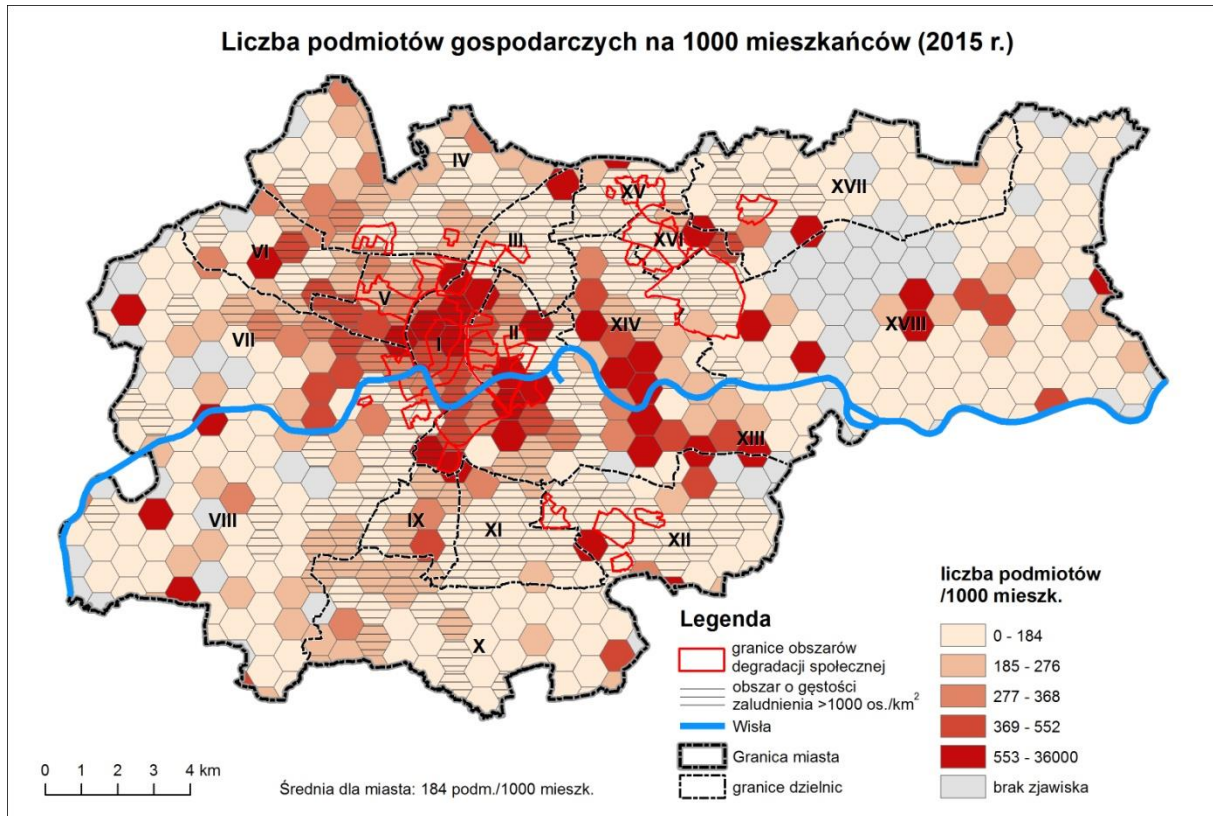 Liczba podmiotów gospodarczych na 1000 mieszkańców (2015 r.)
IV
XVII
XV
III
XVI
VI
V
VII
I
II
XIV
XVIII
XIII
VIII
IX
XI
XII
X
Legenda
granice obszarów
degradacji społecznej
obszar o gęstości
zaludnienia >1000 os./km²
Wisła
Granica miasta
granice dzielnic
liczba podmiotów
/1000 mieszk.
0 - 184
185 - 276
277 - 368
369 - 552
553 - 36000
brak zjawiska
0 1 2 3 4 km
Średnia dla miasta: 184 podm./1000 mieszk.